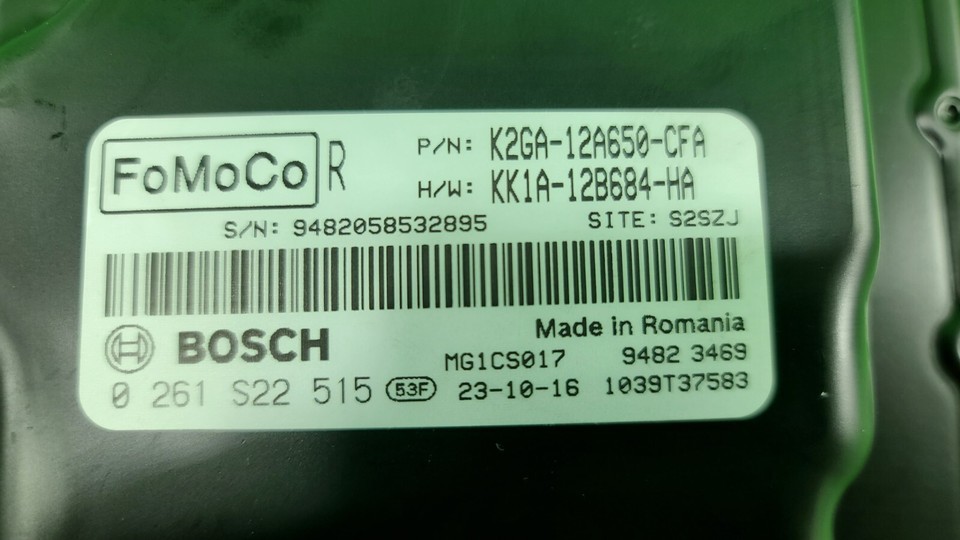 FoMoCo R P/N: K2GA-12A650-CFA
H/W: KK1A-12B684-HA
S/N: 9482058532895 SITE: S2SZJ
BOSCH Made in Romania
MG1CS017 9482 3469
0 261 S22 515 53F 23-10-16 1039T37583